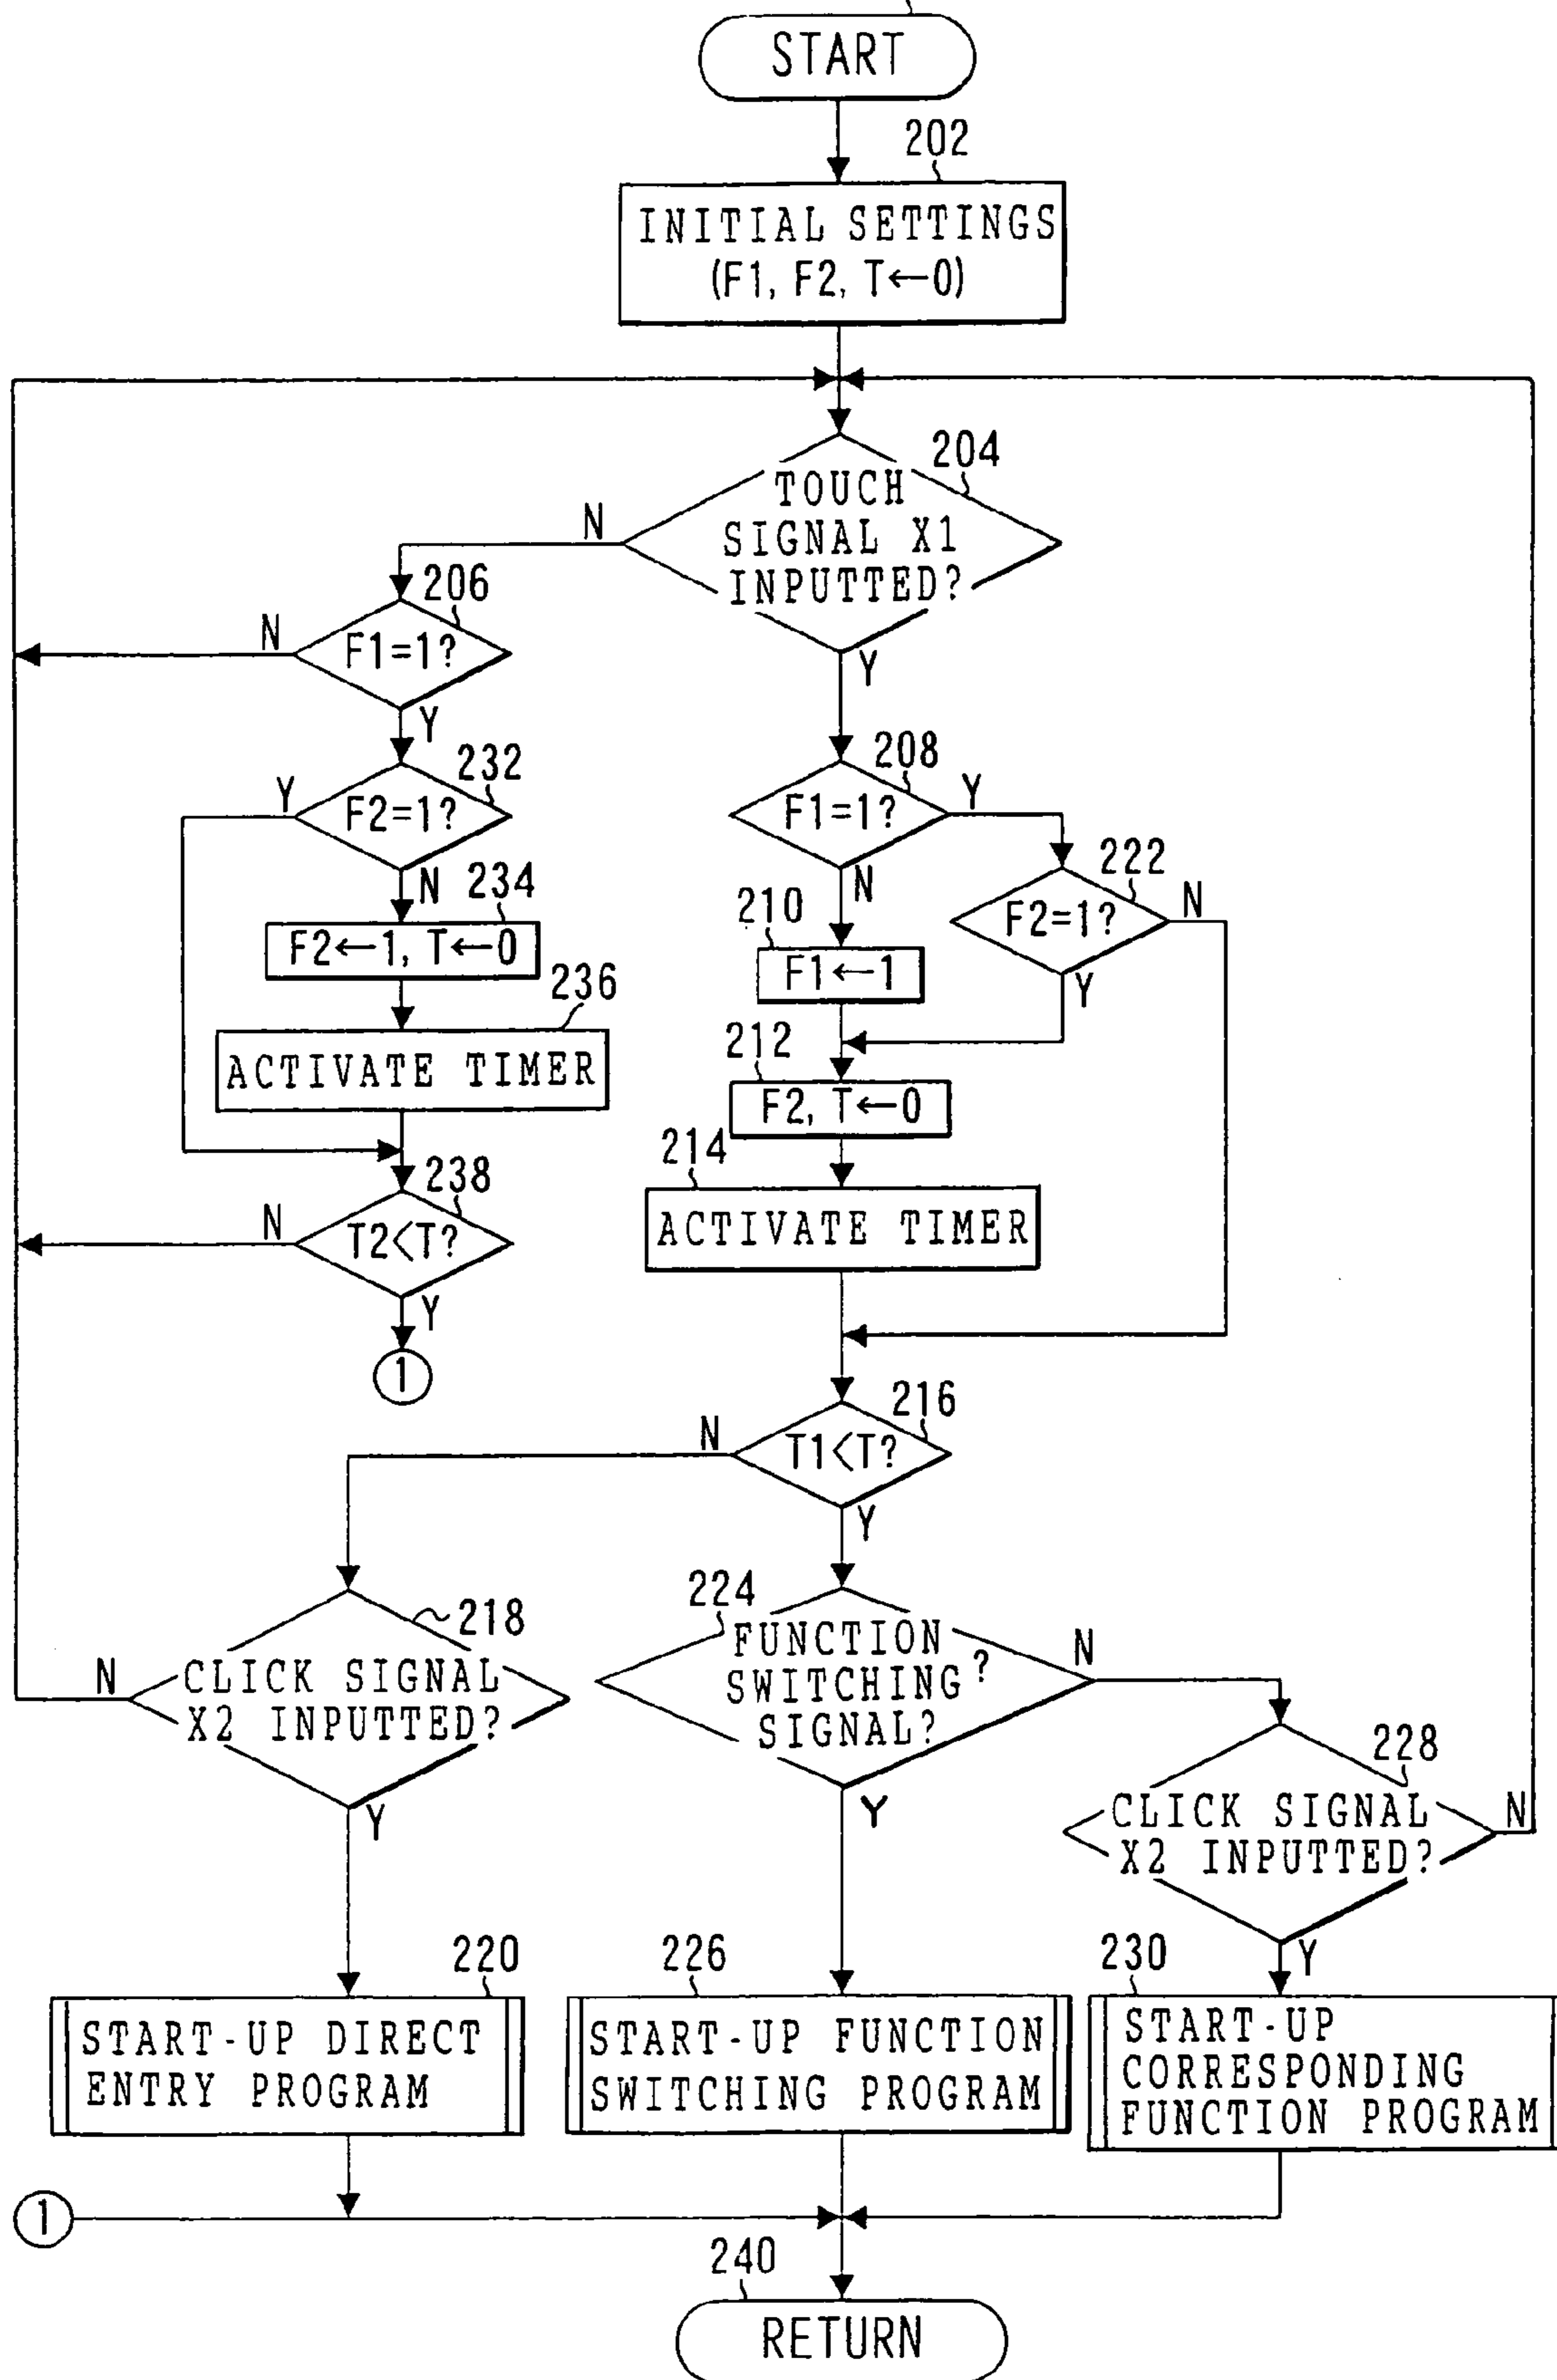 START
202
INITIAL SETTINGS
(F1, F2, T←0)
204
TOUCH
SIGNAL X1
INPUTTED?
N
Y
206
F1=1?
N
Y
232
F2=1?
Y
N
234
F2←1, T←0
236
ACTIVATE TIMER
238
T2<T?
N
Y
1
208
F1=1?
Y
N
222
F2=1?
N
Y
210
F1←1
212
F2, T←0
214
ACTIVATE TIMER
216
T1<T?
N
Y
218
CLICK SIGNAL
X2 INPUTTED?
N
Y
224
FUNCTION
SWITCHING ?
SIGNAL?
N
Y
228
CLICK SIGNAL
X2 INPUTTED?
N
Y
220
START-UP DIRECT
ENTRY PROGRAM
226
START-UP FUNCTION
SWITCHING PROGRAM
230
START-UP
CORRESPONDING
FUNCTION PROGRAM
1
240
RETURN